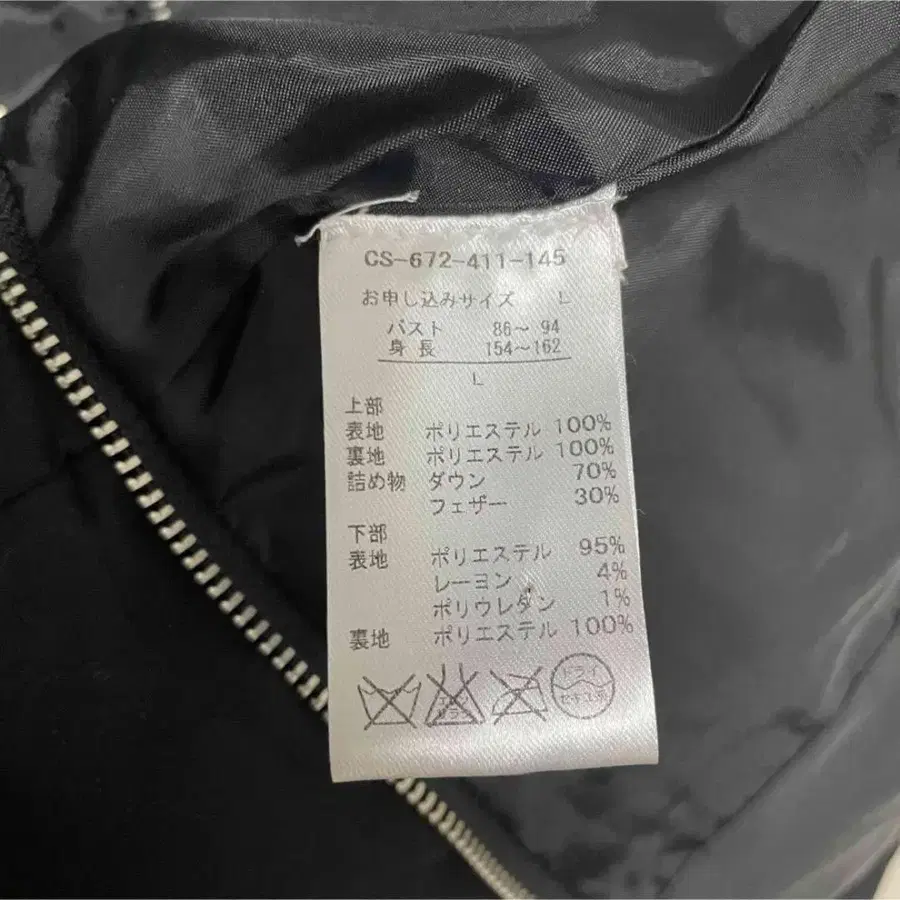 CS-672-411-145
お申し込みサイズ L
バスト 86～94
身長 154～162
L
上部
表地 ポリエステル 100%
裏地 ポリエステル 100%
詰め物 ダウン 70%
フェザー 30%
下部
表地 ポリエステル 95%
レーヨン 4%
ポリウレタン 1%
裏地 ポリエステル 100%
ドライ